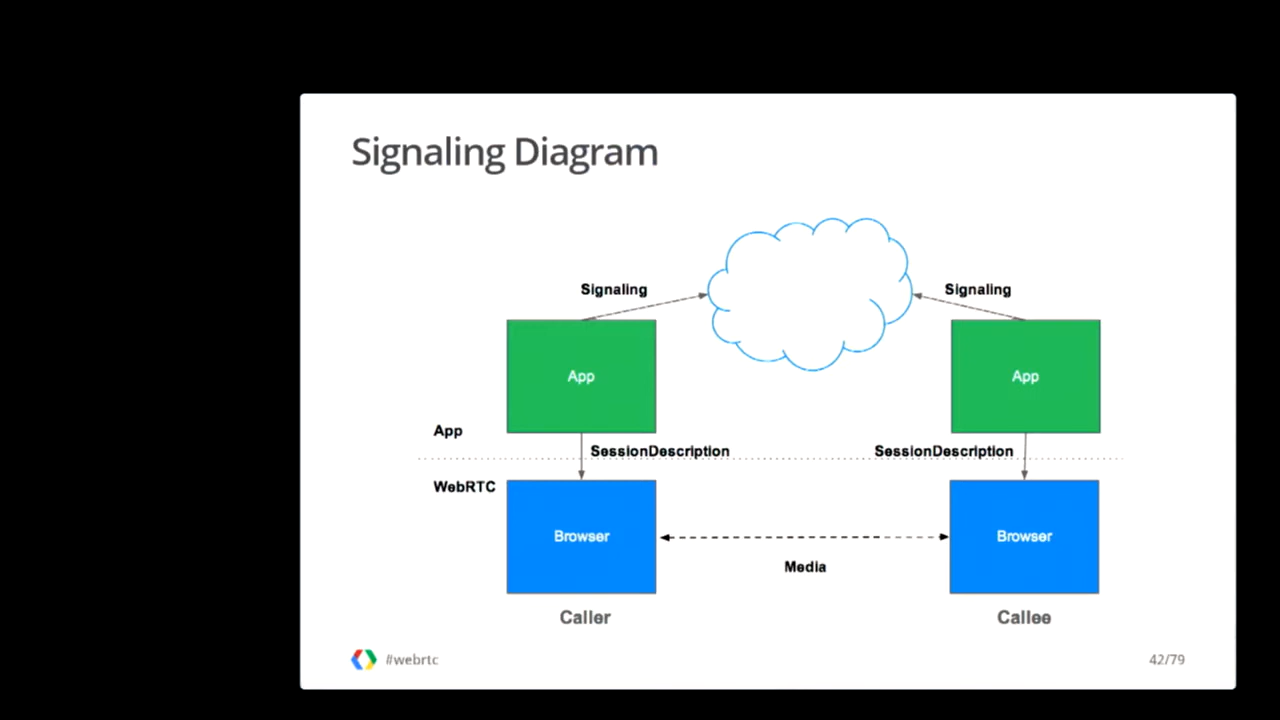 Signaling Diagram
Signaling
Signaling
App
App
App
SessionDescription
SessionDescription
WebRTC
Browser
Browser
Media
Caller
Callee
#webrtc
42/79